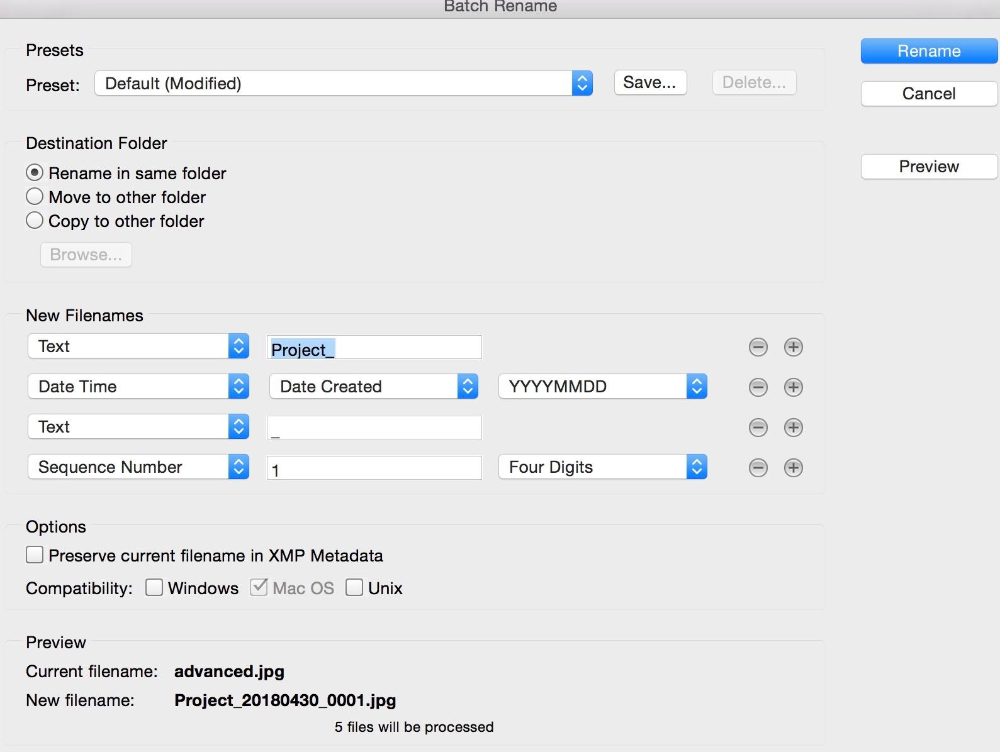 Batch Rename
Presets
Preset: Default (Modified) Save... Delete...
Rename
Cancel
Preview
Destination Folder
Rename in same folder
Move to other folder
Copy to other folder
Browse...
New Filenames
Text Project_
Date Time Date Created YYYYMMDD
Text _
Sequence Number 1 Four Digits
Options
Preserve current filename in XMP Metadata
Compatibility: Windows Mac OS Unix
Preview
Current filename: advanced.jpg
New filename: Project_20180430_0001.jpg
5 files will be processed